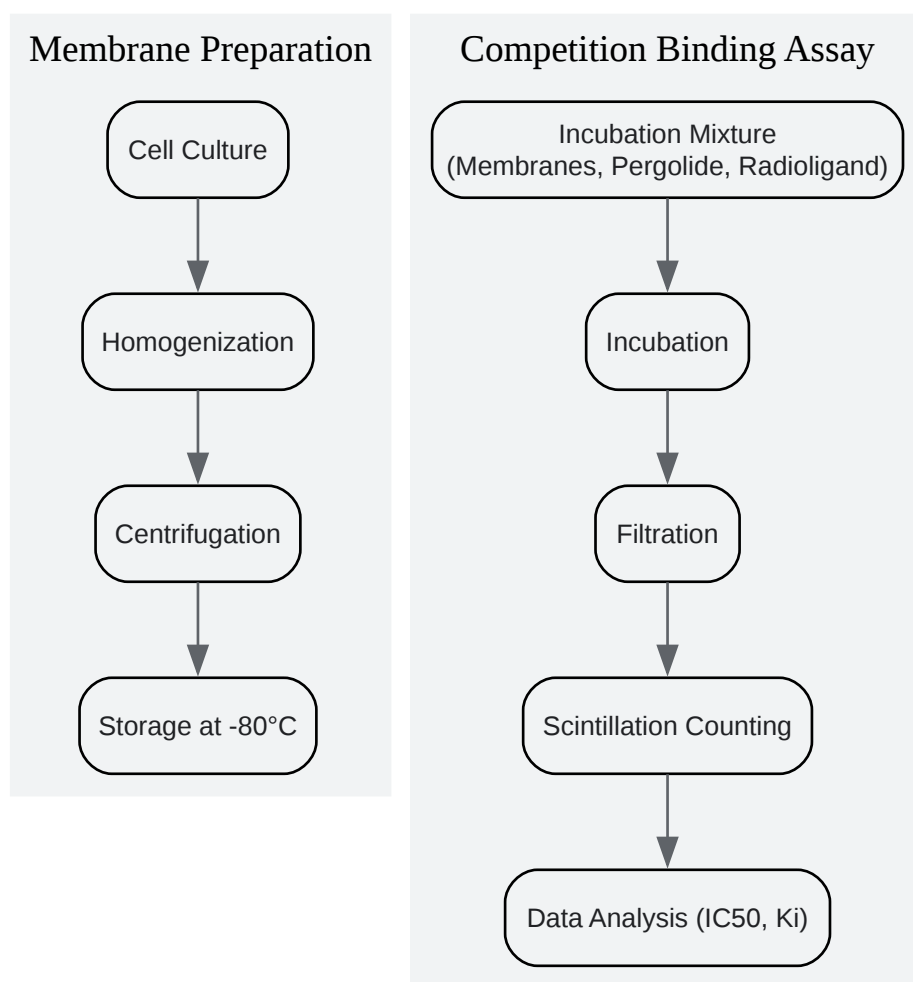 Membrane Preparation
Cell Culture
Homogenization
Centrifugation
Storage at -80°C
Competition Binding Assay
Incubation Mixture
(Membranes, Pergolide, Radioligand)
Incubation
Filtration
Scintillation Counting
Data Analysis (IC50, Ki)